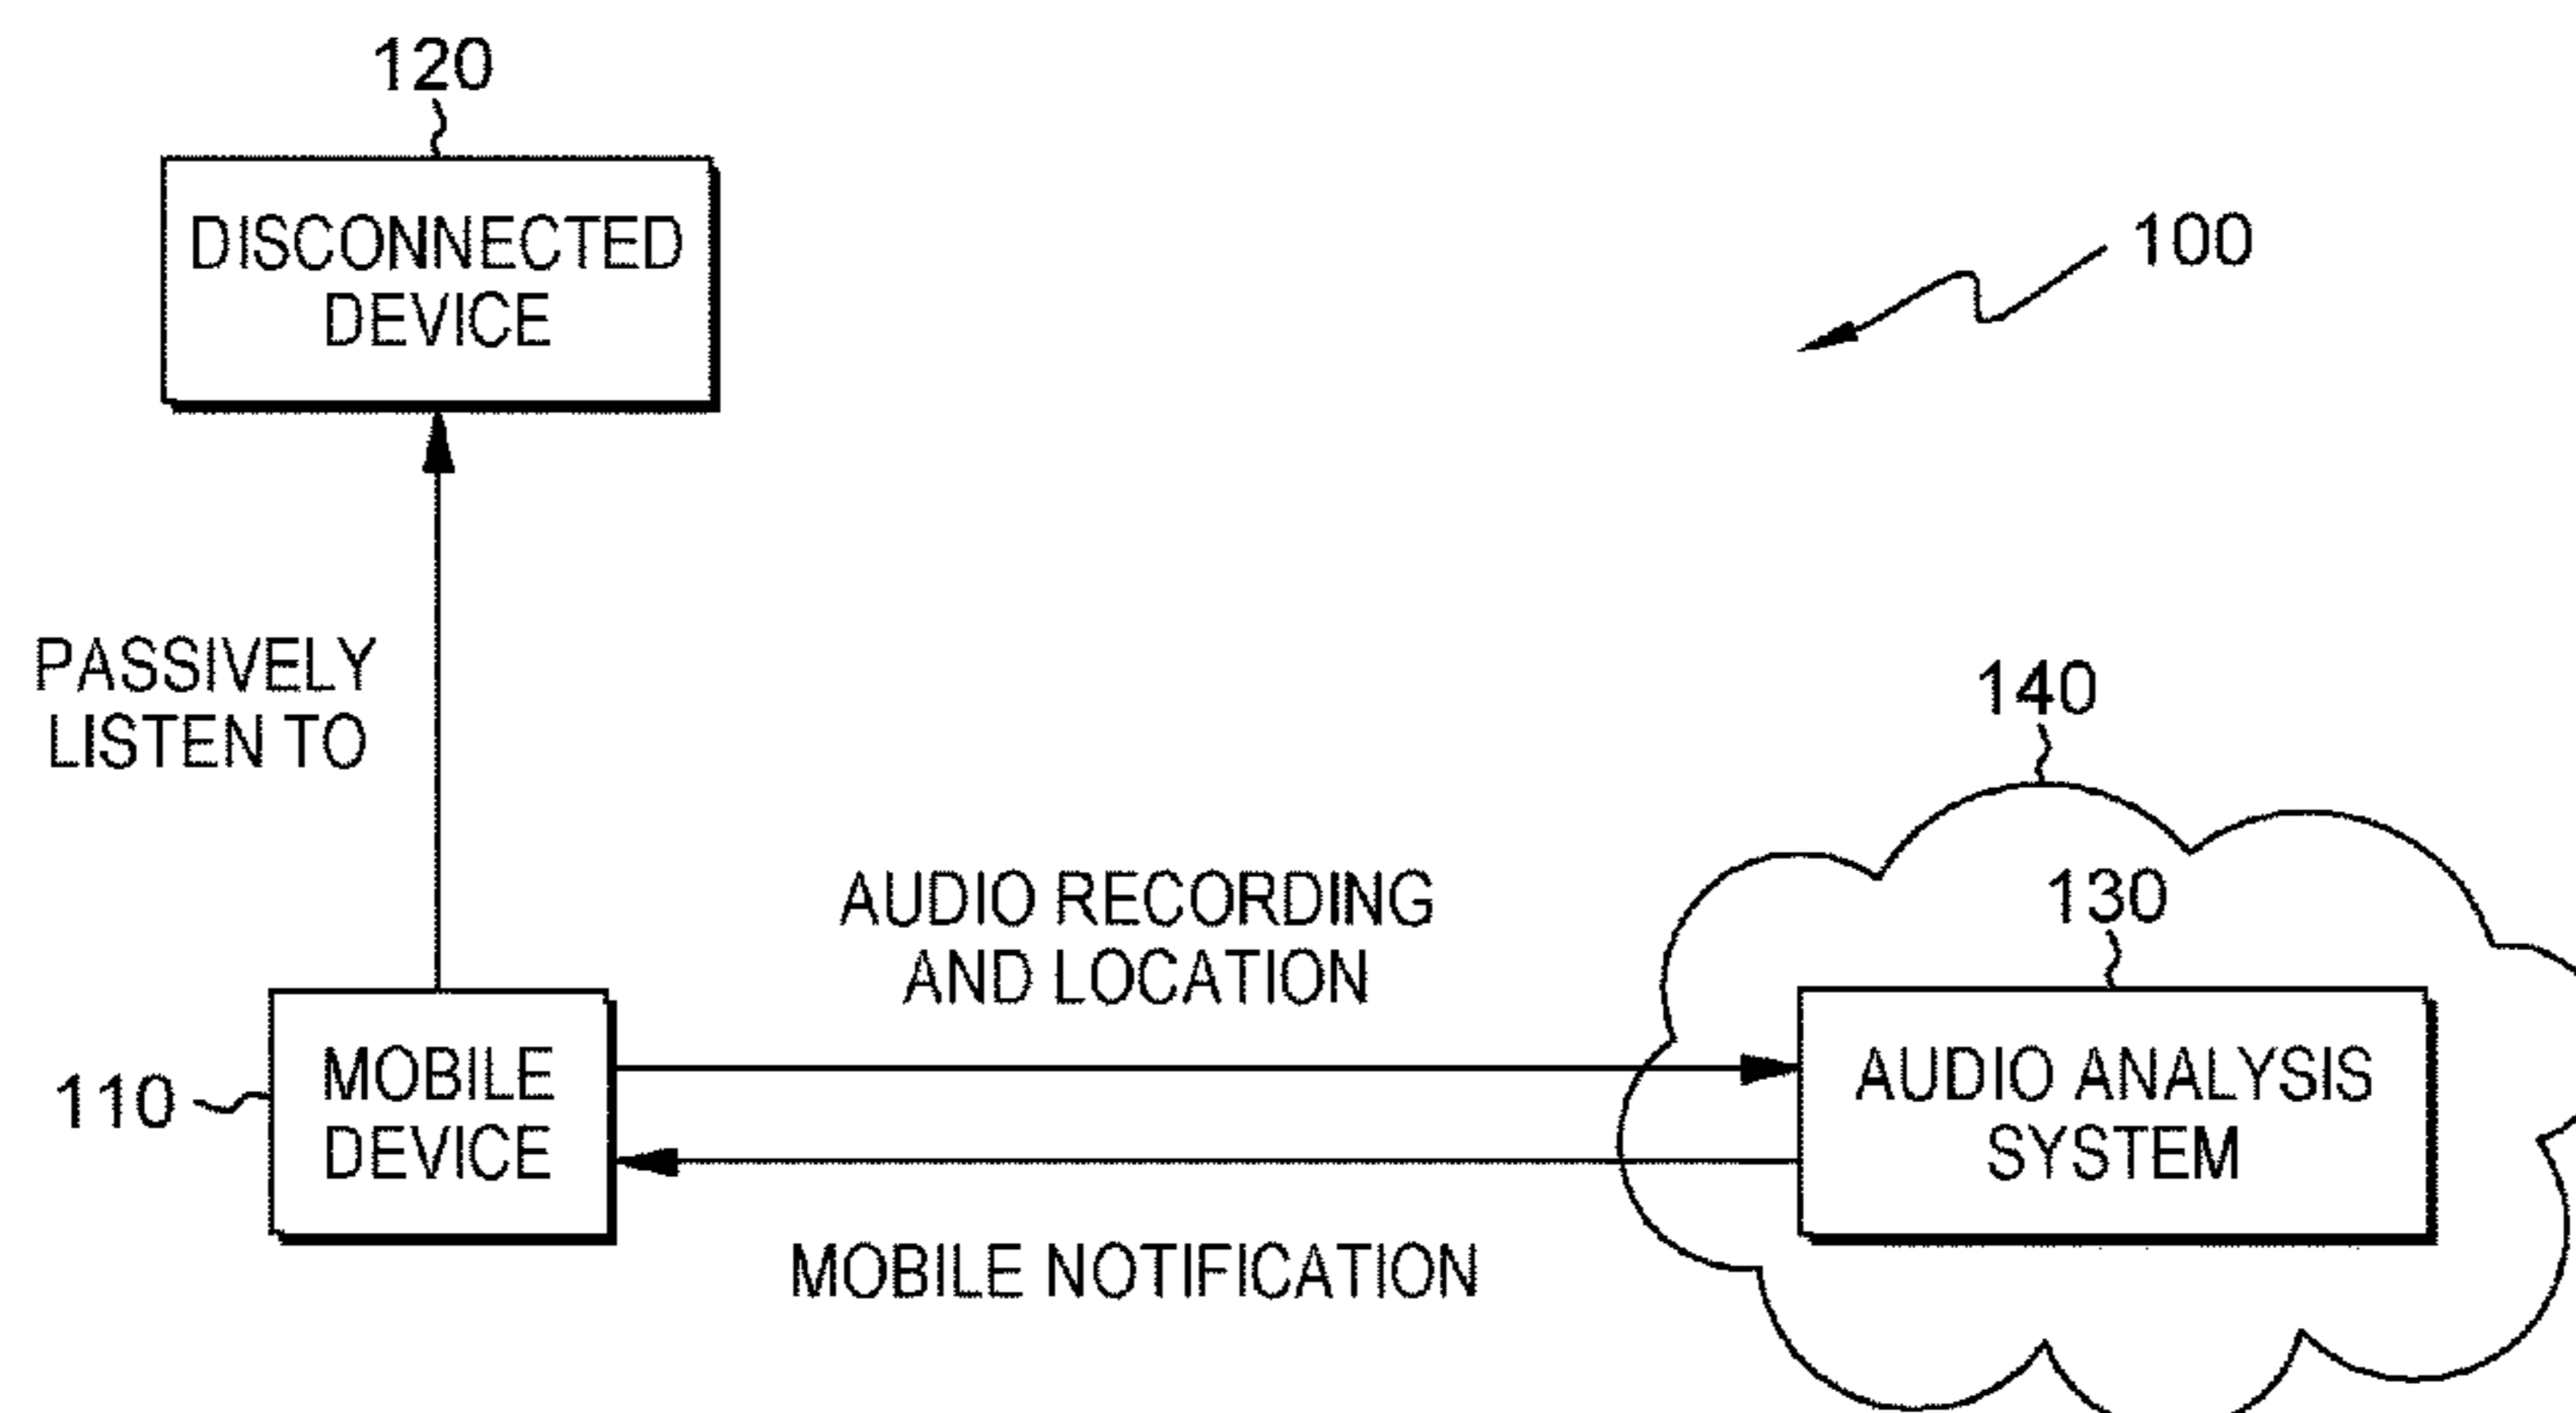 120
DISCONNECTED
DEVICE
100
PASSIVELY
LISTEN TO
140
AUDIO RECORDING
AND LOCATION
130
110
MOBILE
DEVICE
AUDIO ANALYSIS
SYSTEM
MOBILE NOTIFICATION